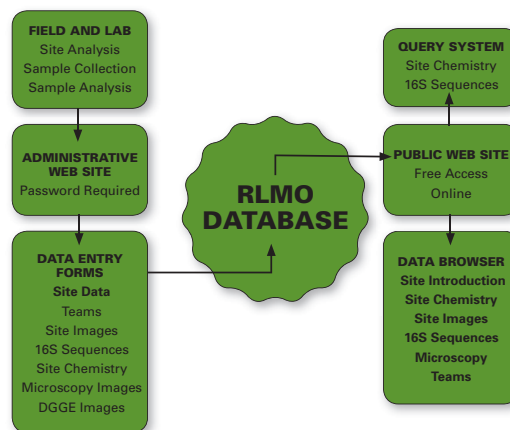 FIELD AND LAB
Site Analysis
Sample Collection
Sample Analysis
ADMINISTRATIVE
WEB SITE
Password Required
DATA ENTRY
FORMS
Site Data
Teams
Site Images
16S Sequences
Site Chemistry
Microscopy Images
DGGE Images
RLMO
DATABASE
QUERY SYSTEM
Site Chemistry
16S Sequences
PUBLIC WEB SITE
Free Access
Online
DATA BROWSER
Site Introduction
Site Chemistry
Site Images
16S Sequences
Microscopy
Teams